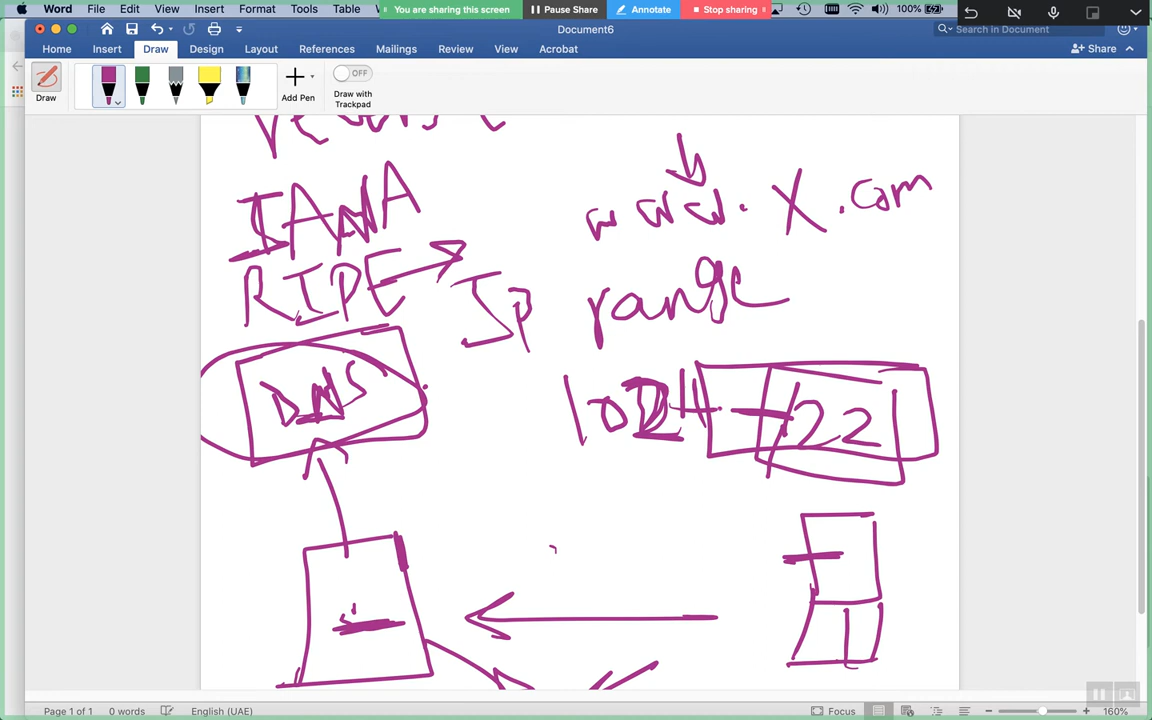 Word File Edit View Insert Format Tools Table
You are sharing this screen Pause Share Annotate Stop sharing
100%
Document6
Search in Document
Home Insert Draw Design Layout References Mailings Review View Acrobat
Share
OFF
Draw
Add Pen
Draw with
Trackpad
IANA
www. X .com
RIPE
IP range
DNS
/22
Page 1 of 1 0 words English (UAE) Focus 160%